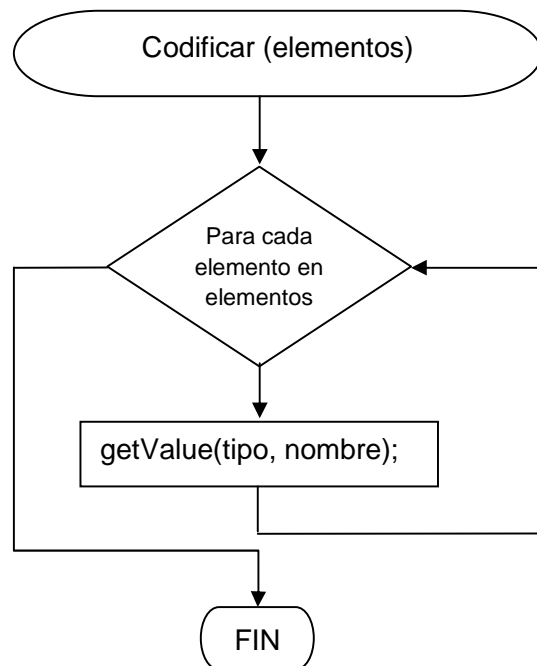 Codificar (elementos)
Para cada
elemento en
elementos
getValue(tipo, nombre);
FIN